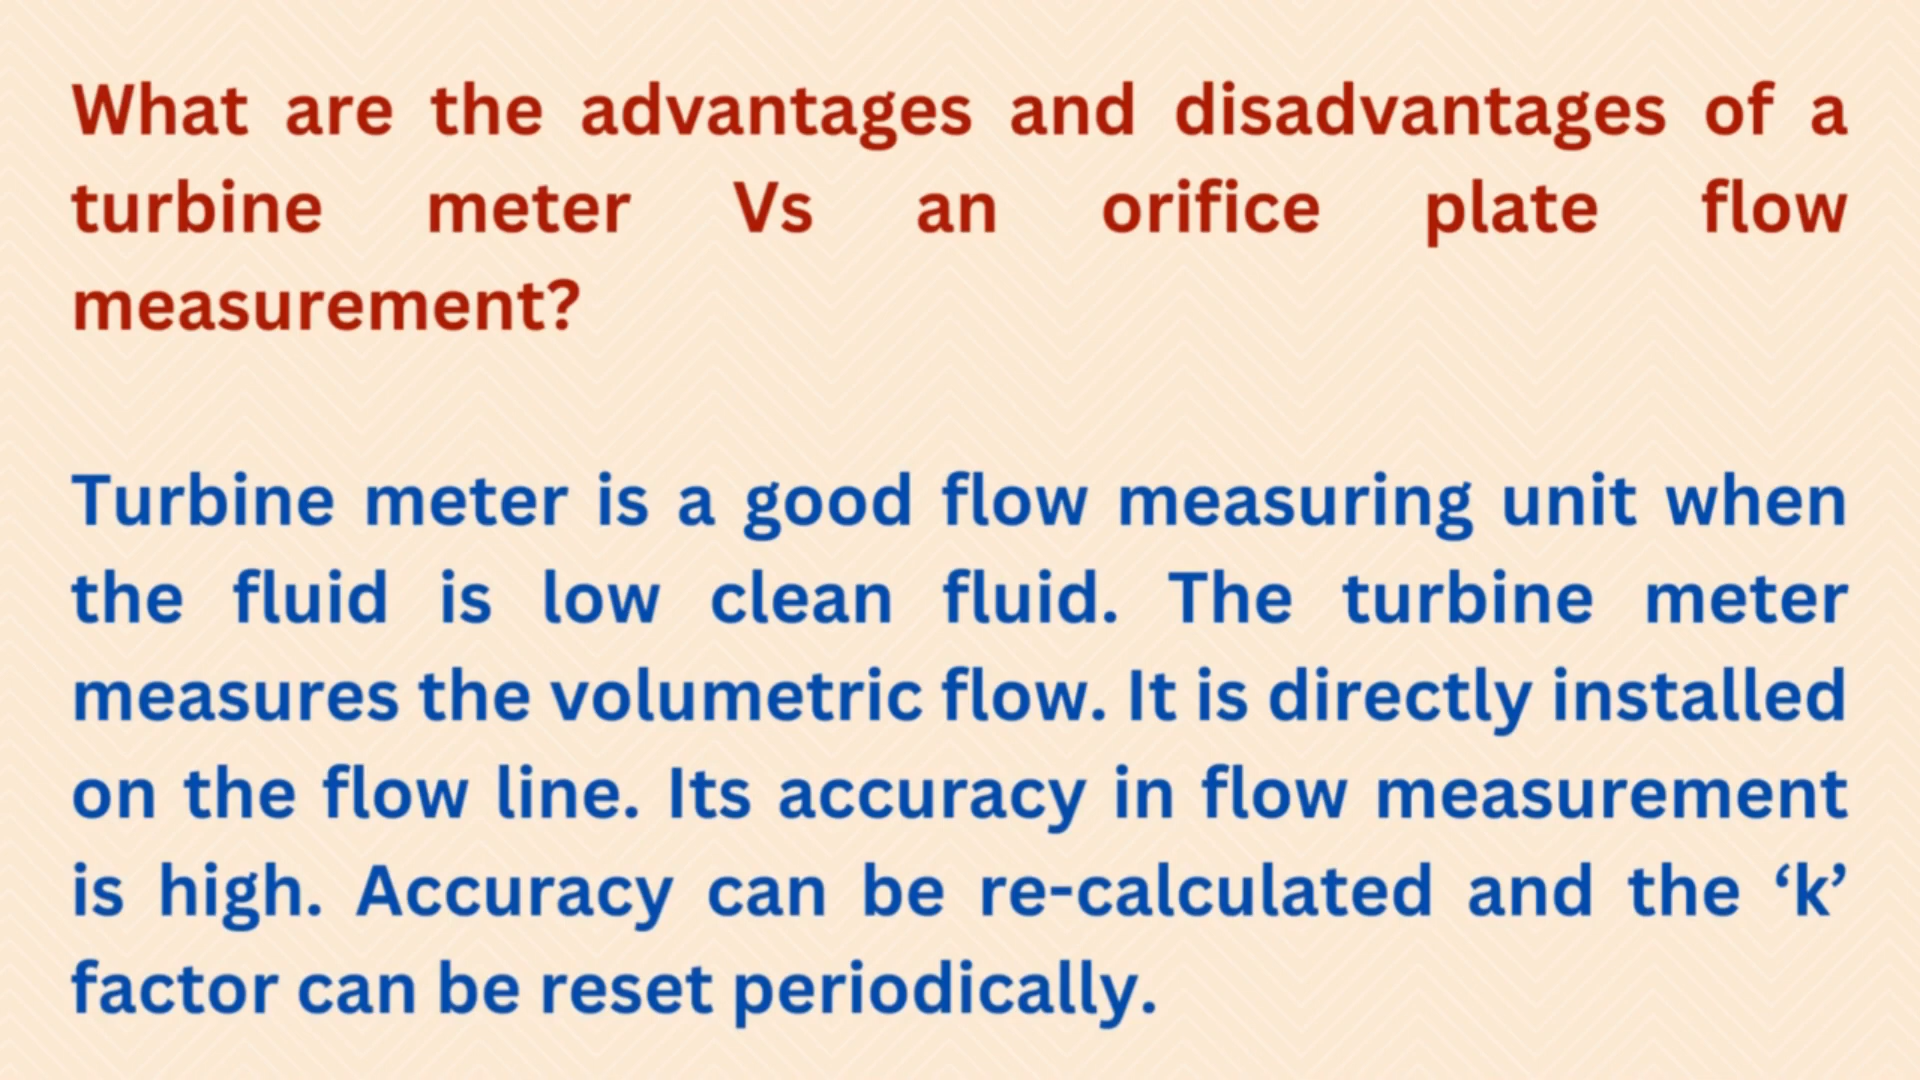 What are the advantages and disadvantages of a
turbine meter Vs an orifice plate flow
measurement?
Turbine meter is a good flow measuring unit when
the fluid is low clean fluid. The turbine meter
measures the volumetric flow. It is directly installed
on the flow line. Its accuracy in flow measurement
is high. Accuracy can be re-calculated and the ‘k’
factor can be reset periodically.